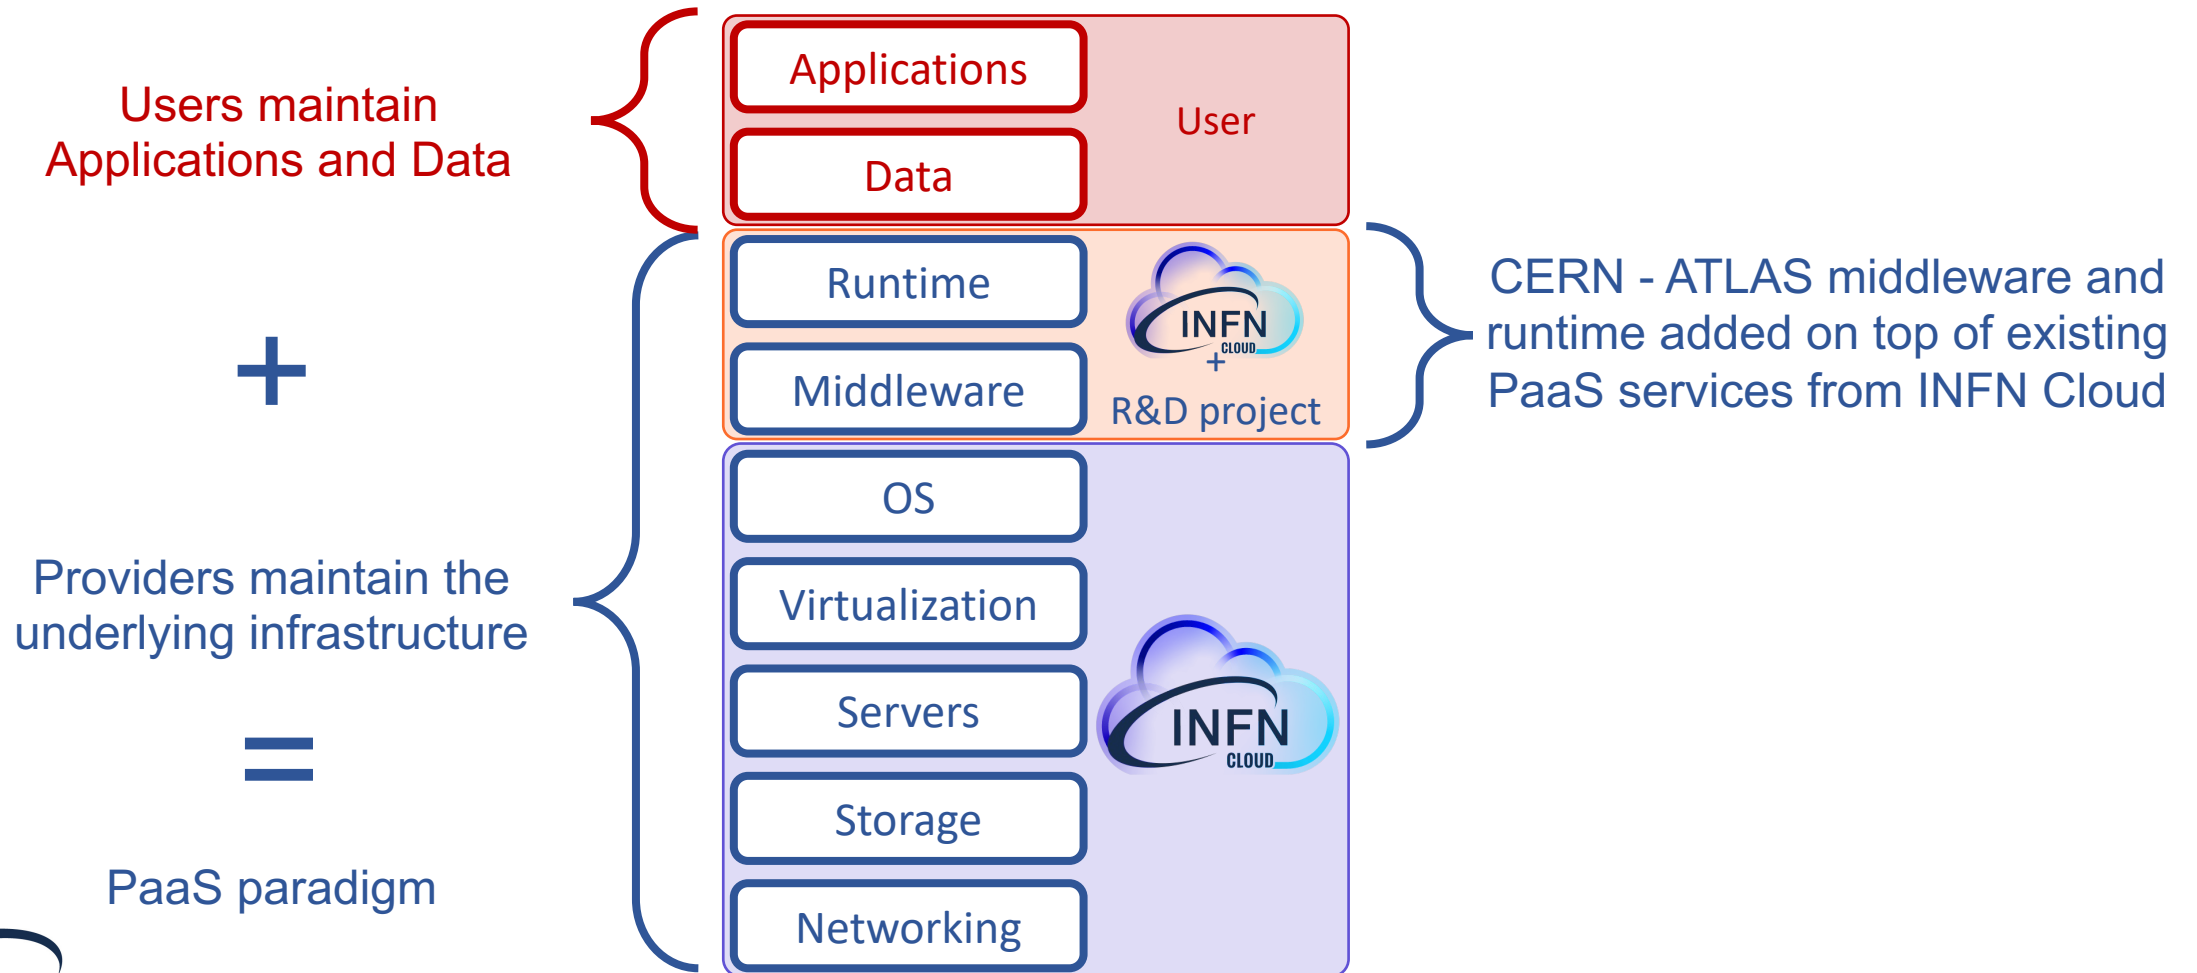 Users maintain
Applications and Data
+
Providers maintain the
underlying infrastructure
=
PaaS paradigm
Applications
Data
User
Runtime
Middleware
INFN
CLOUD
+
R&D project
OS
Virtualization
Servers
Storage
Networking
INFN
CLOUD
CERN - ATLAS middleware and
runtime added on top of existing
PaaS services from INFN Cloud